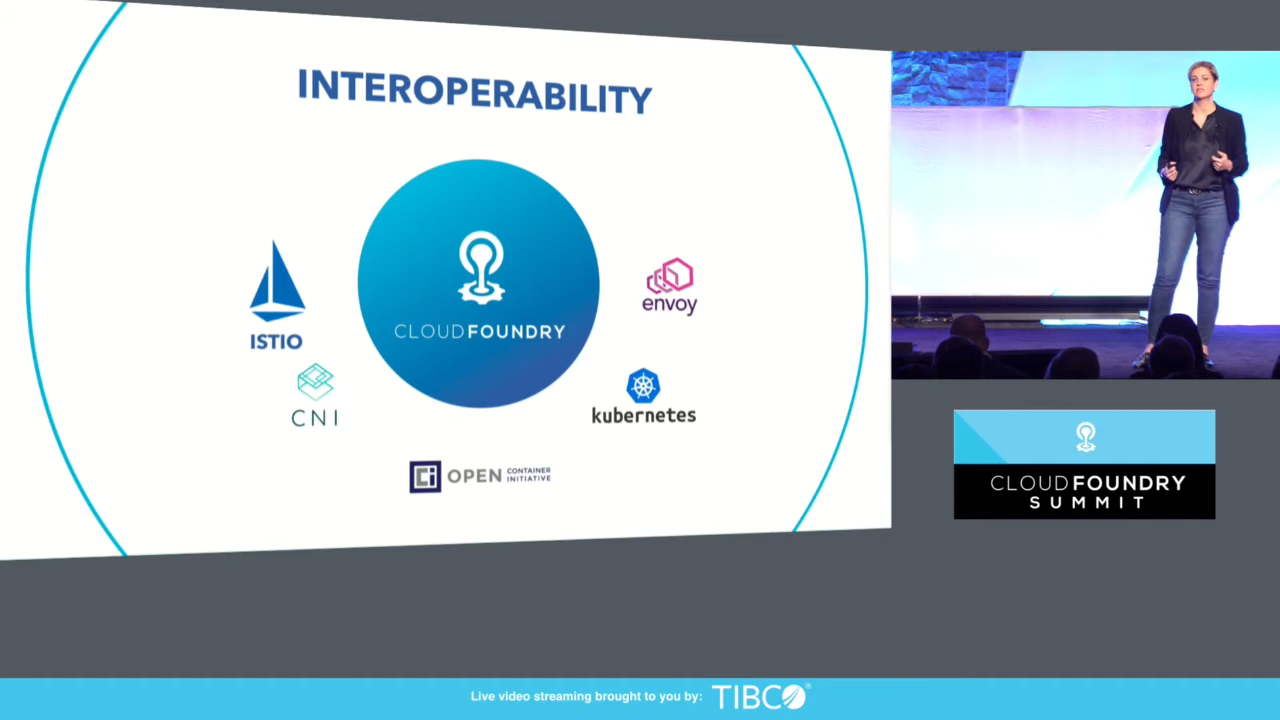 INTEROPERABILITY
ISTIO
CLOUDFOUNDRY
envoy
CNI
kubernetes
Ci OPEN CONTAINER
INITIATIVE
CLOUDFOUNDRY
SUMMIT
Live video streaming brought to you by: TIBCO®